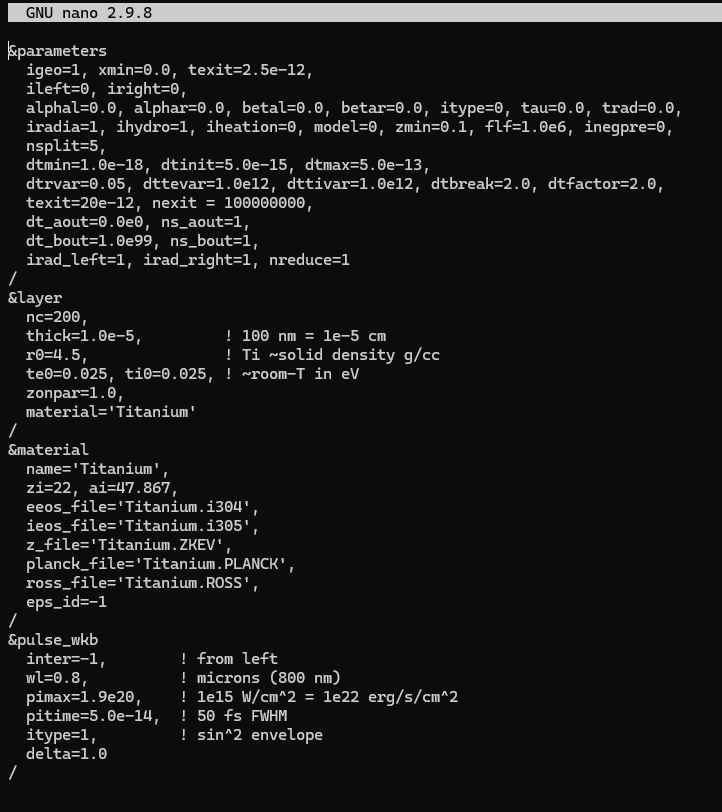 GNU nano 2.9.8
&parameters
igeo=1, xmin=0.0, texit=2.5e-12,
ileft=0, iright=0,
alphal=0.0, alphar=0.0, betal=0.0, betar=0.0, itype=0, tau=0.0, trad=0.0,
iradia=1, ihydro=1, iheation=0, model=0, zmin=0.1, flf=1.0e6, inegpre=0,
nsplit=5,
dtmin=1.0e-18, dtinit=5.0e-15, dtmax=5.0e-13,
dtrvar=0.05, dttevar=1.0e12, dttivar=1.0e12, dtbreak=2.0, dtfactor=2.0,
texit=20e-12, nexit = 100000000,
dt_aout=0.0e0, ns_aout=1,
dt_bout=1.0e99, ns_bout=1,
irad_left=1, irad_right=1, nreduce=1
/
&layer
nc=200,
thick=1.0e-5, ! 100 nm = 1e-5 cm
r0=4.5, ! Ti ~solid density g/cc
te0=0.025, ti0=0.025, ! ~room-T in eV
zonpar=1.0,
material='Titanium'
/
&material
name='Titanium',
zi=22, ai=47.867,
eeos_file='Titanium.i304',
ieos_file='Titanium.i305',
z_file='Titanium.ZKEV',
planck_file='Titanium.PLANCK',
ross_file='Titanium.ROSS',
eps_id=-1
/
&pulse_wkb
inter=-1, ! from left
wl=0.8, ! microns (800 nm)
pimax=1.9e20, ! 1e15 W/cm^2 = 1e22 erg/s/cm^2
pitime=5.0e-14, ! 50 fs FWHM
itype=1, ! sin^2 envelope
delta=1.0
/